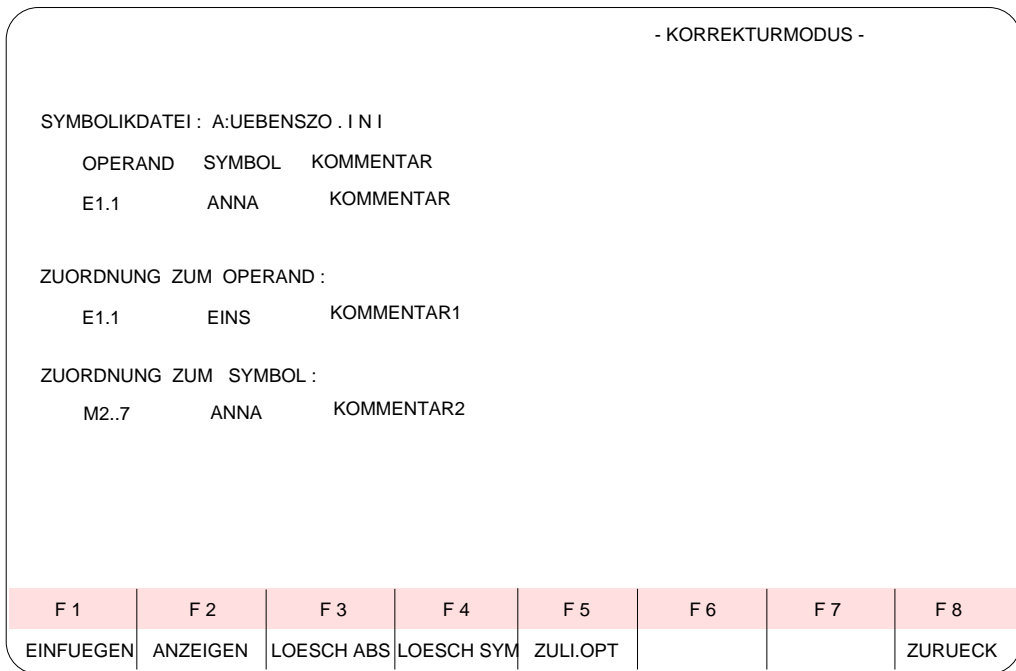 - KORREKTURMODUS -
SYMBOLIKDATEI : A:UEBENSZO . I N I
OPERAND SYMBOL KOMMENTAR
E1.1 ANNA KOMMENTAR
ZUORDNUNG ZUM OPERAND :
E1.1 EINS KOMMENTAR1
ZUORDNUNG ZUM SYMBOL :
M2..7 ANNA KOMMENTAR2
F 1 F 2 F 3 F 4 F 5 F 6 F 7 F 8
EINFUEGEN ANZEIGEN LOESCH ABS LOESCH SYM ZULI.OPT ZURUECK